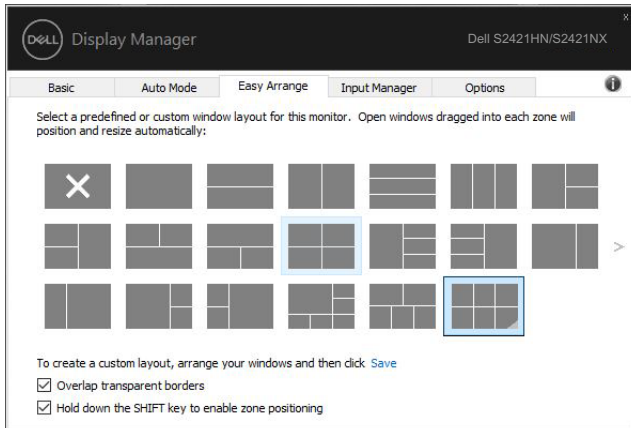 x
DELL Display Manager Dell S2421HN/S2421NX
Basic Auto Mode Easy Arrange Input Manager Options
Select a predefined or custom window layout for this monitor. Open windows dragged into each zone will
position and resize automatically:
To create a custom layout, arrange your windows and then click Save
Overlap transparent borders
Hold down the SHIFT key to enable zone positioning